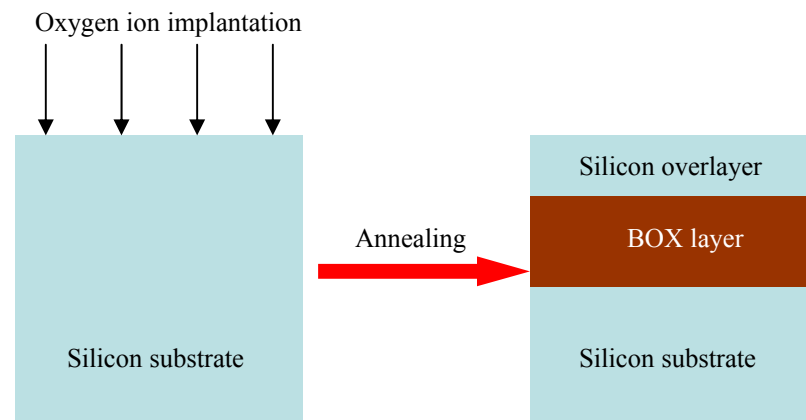 Oxygen ion implantation
Silicon substrate
Annealing
Silicon overlayer
BOX layer
Silicon substrate